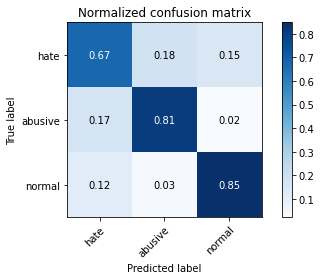 Normalized confusion matrix
True label
hate 0.67 0.18 0.15
abusive 0.17 0.81 0.02
normal 0.12 0.03 0.85
hate abusive normal
Predicted label
0.8
0.7
0.6
0.5
0.4
0.3
0.2
0.1